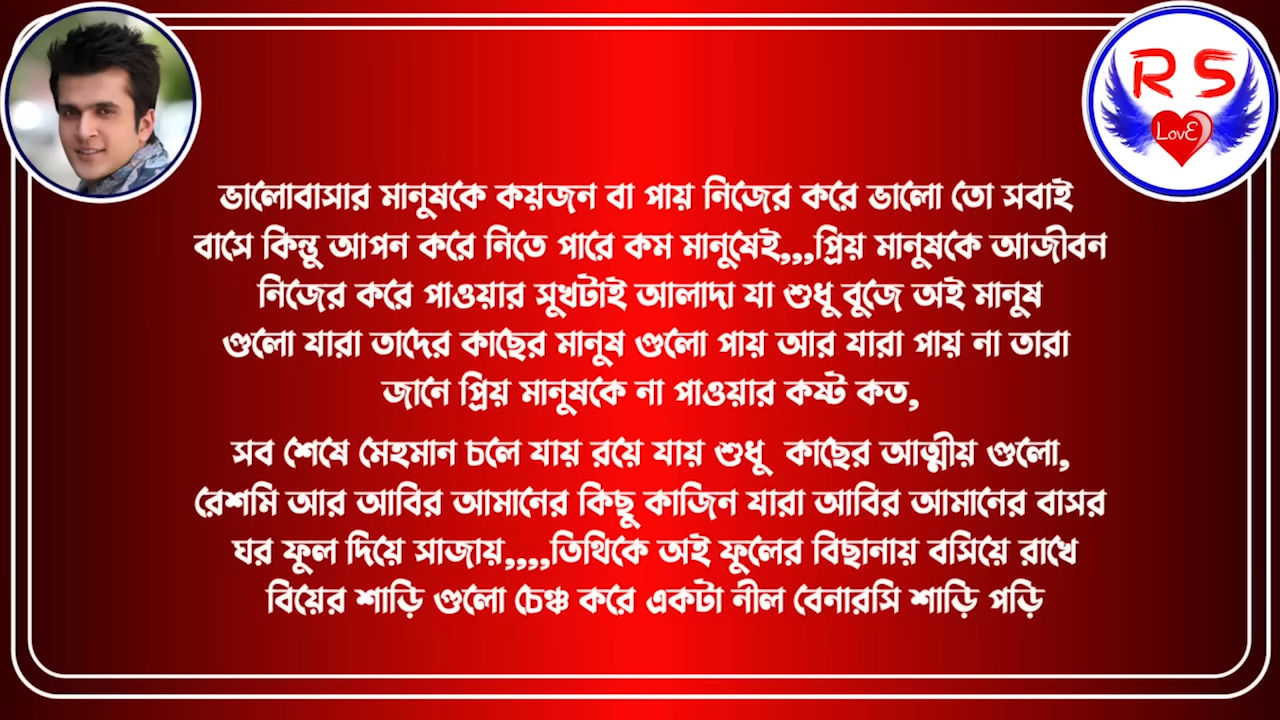 R S
LovE
ভালোবাসার মানুষকে কয়জন বা পায় নিজের করে ভালো তো সবাই
বাসে কিন্তু আপন করে নিতে পারে কম মানুষেই,,,প্রিয় মানুষকে আজীবন
নিজের করে পাওয়ার সুখটাই আলাদা যা শুধু বুজে অই মানুষ
গুলো যারা তাদের কাছের মানুষ গুলো পায় আর যারা পায় না তারা
জানে প্রিয় মানুষকে না পাওয়ার কষ্ট কত,
সব শেষে মেহমান চলে যায় রয়ে যায় শুধু কাছের আত্মীয় গুলো,
রেশমি আর আবির আমানের কিছু কাজিন যারা আবির আমানের বাসর
ঘর ফুল দিয়ে সাজায়,,,,তিথিকে অই ফুলের বিছানায় বসিয়ে রাখে
বিয়ের শাড়ি গুলো চেঞ্চ করে একটা নীল বেনারসি শাড়ি পড়ি